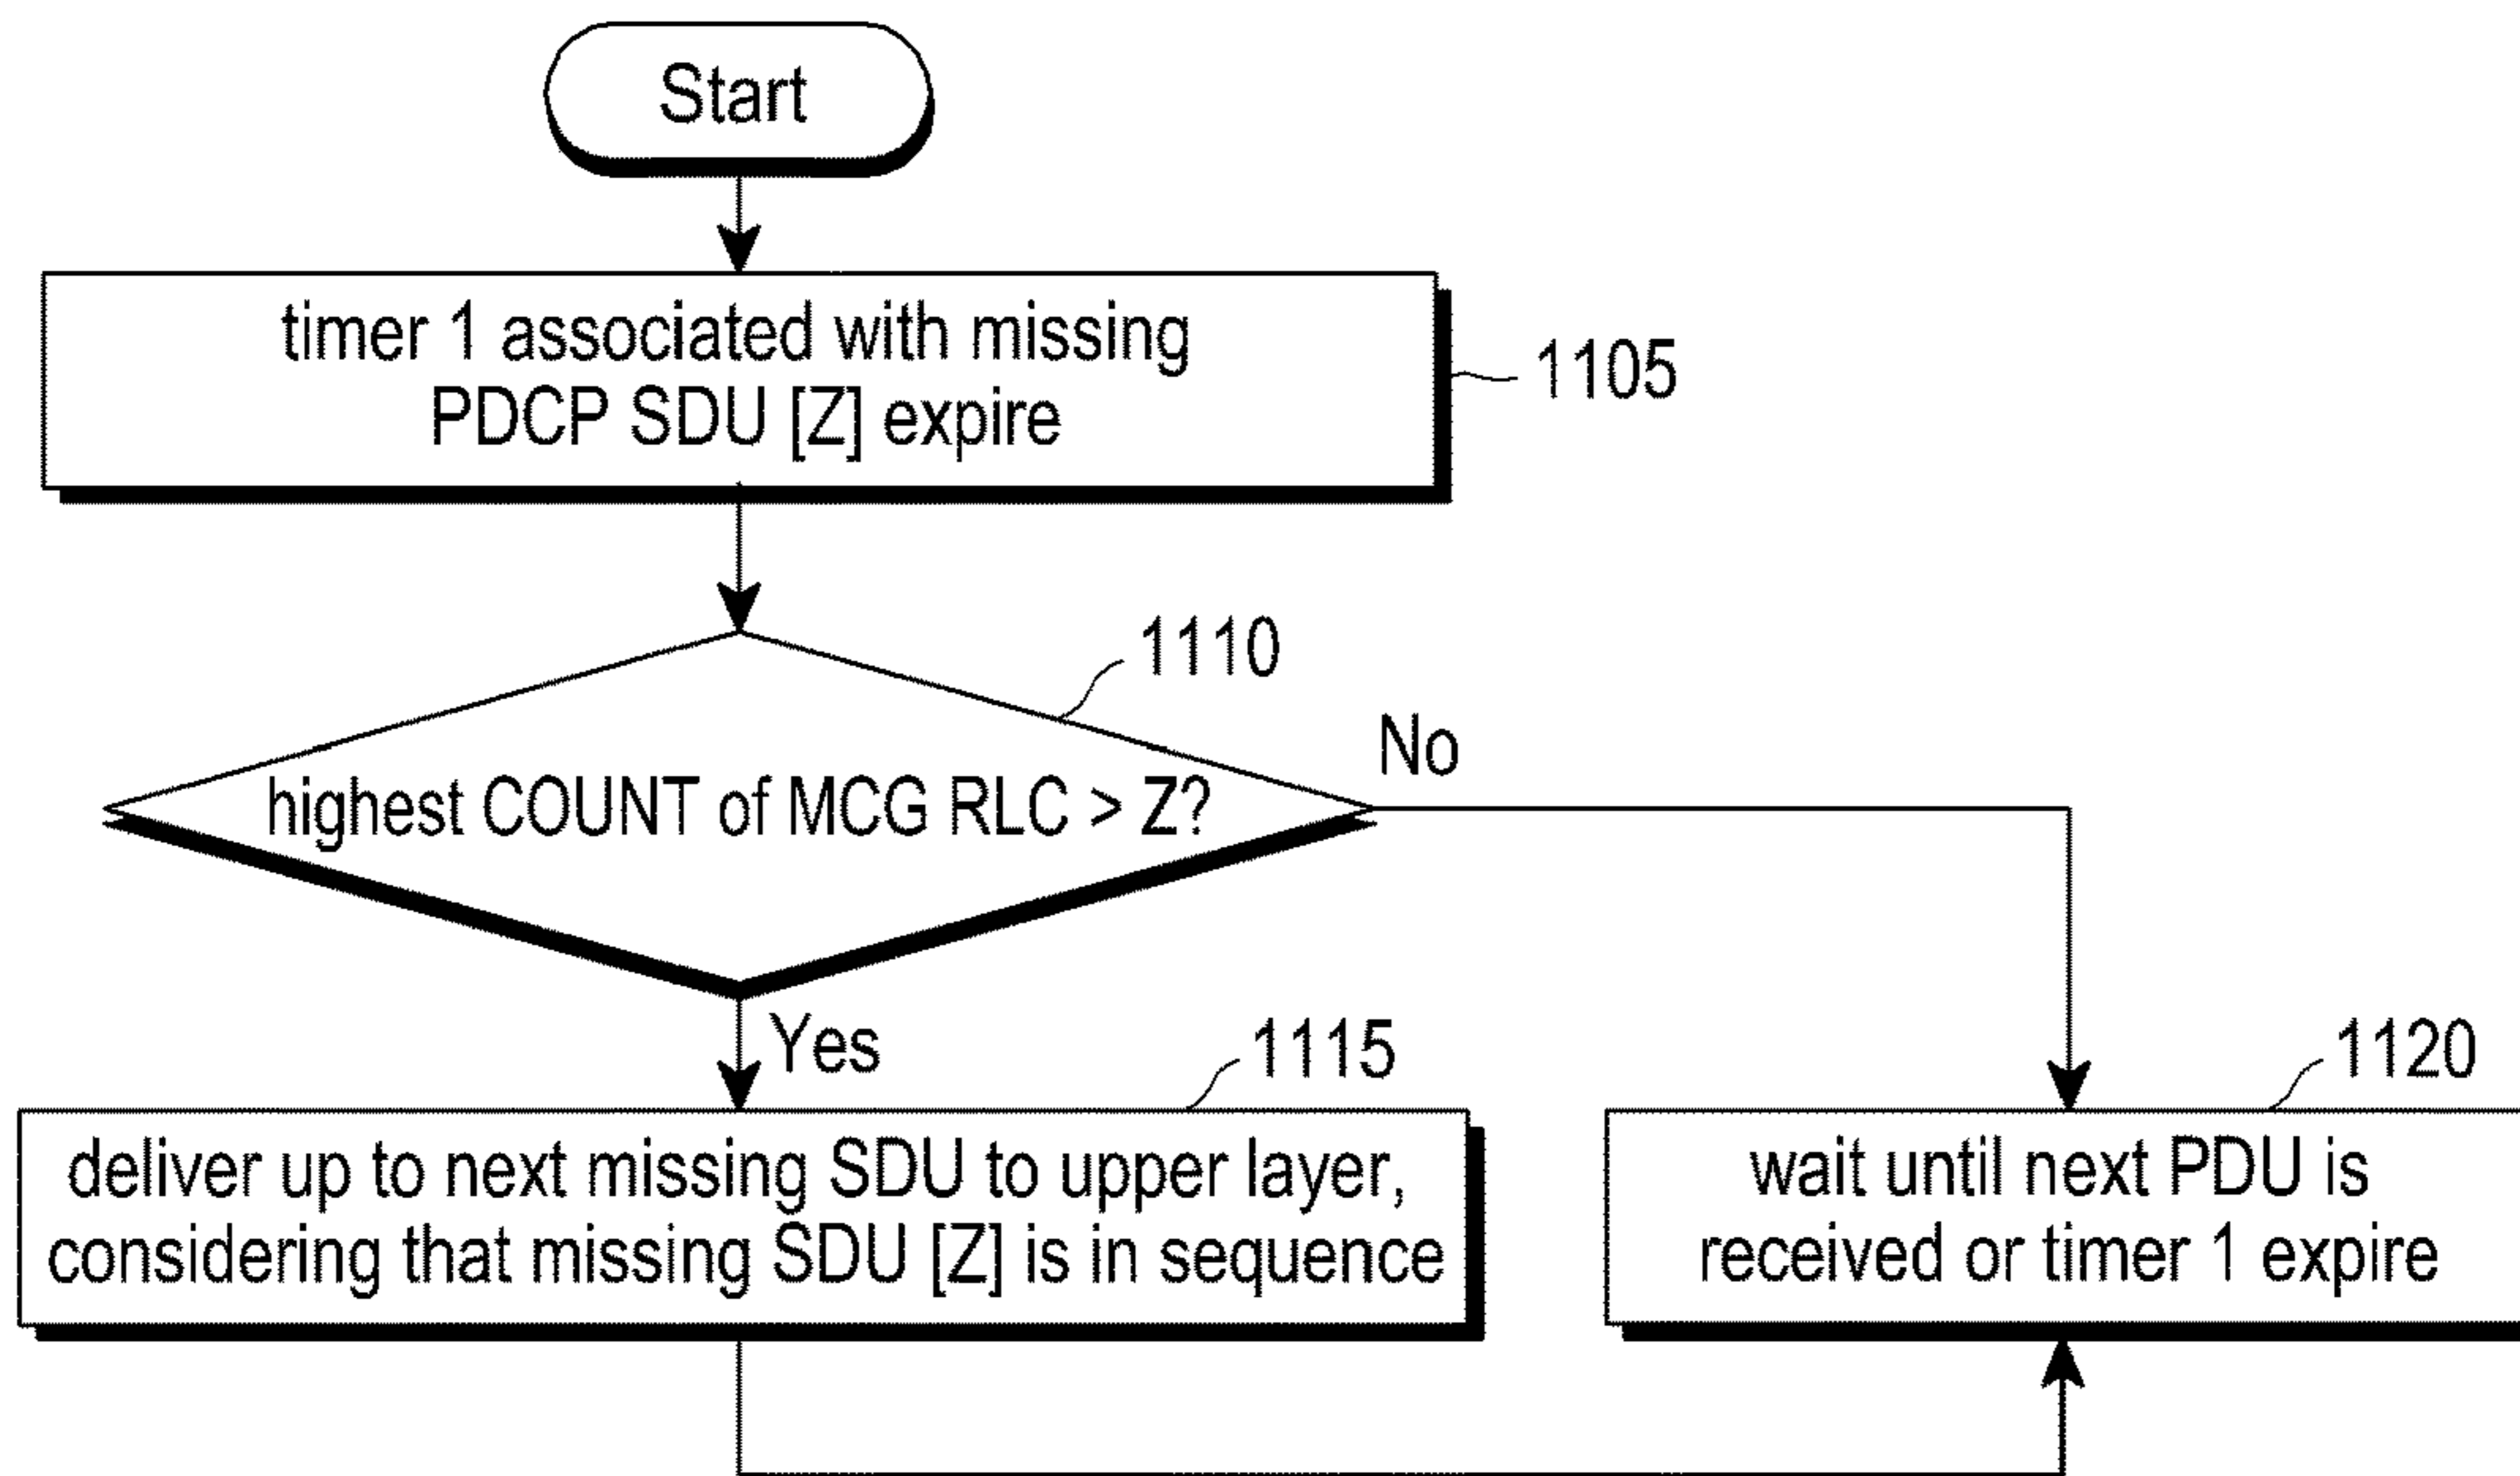 Start
timer 1 associated with missing
PDCP SDU [Z] expire
1105
1110
highest COUNT of MCG RLC > Z?
No
Yes
1115
deliver up to next missing SDU to upper layer,
considering that missing SDU [Z] is in sequence
1120
wait until next PDU is
received or timer 1 expire